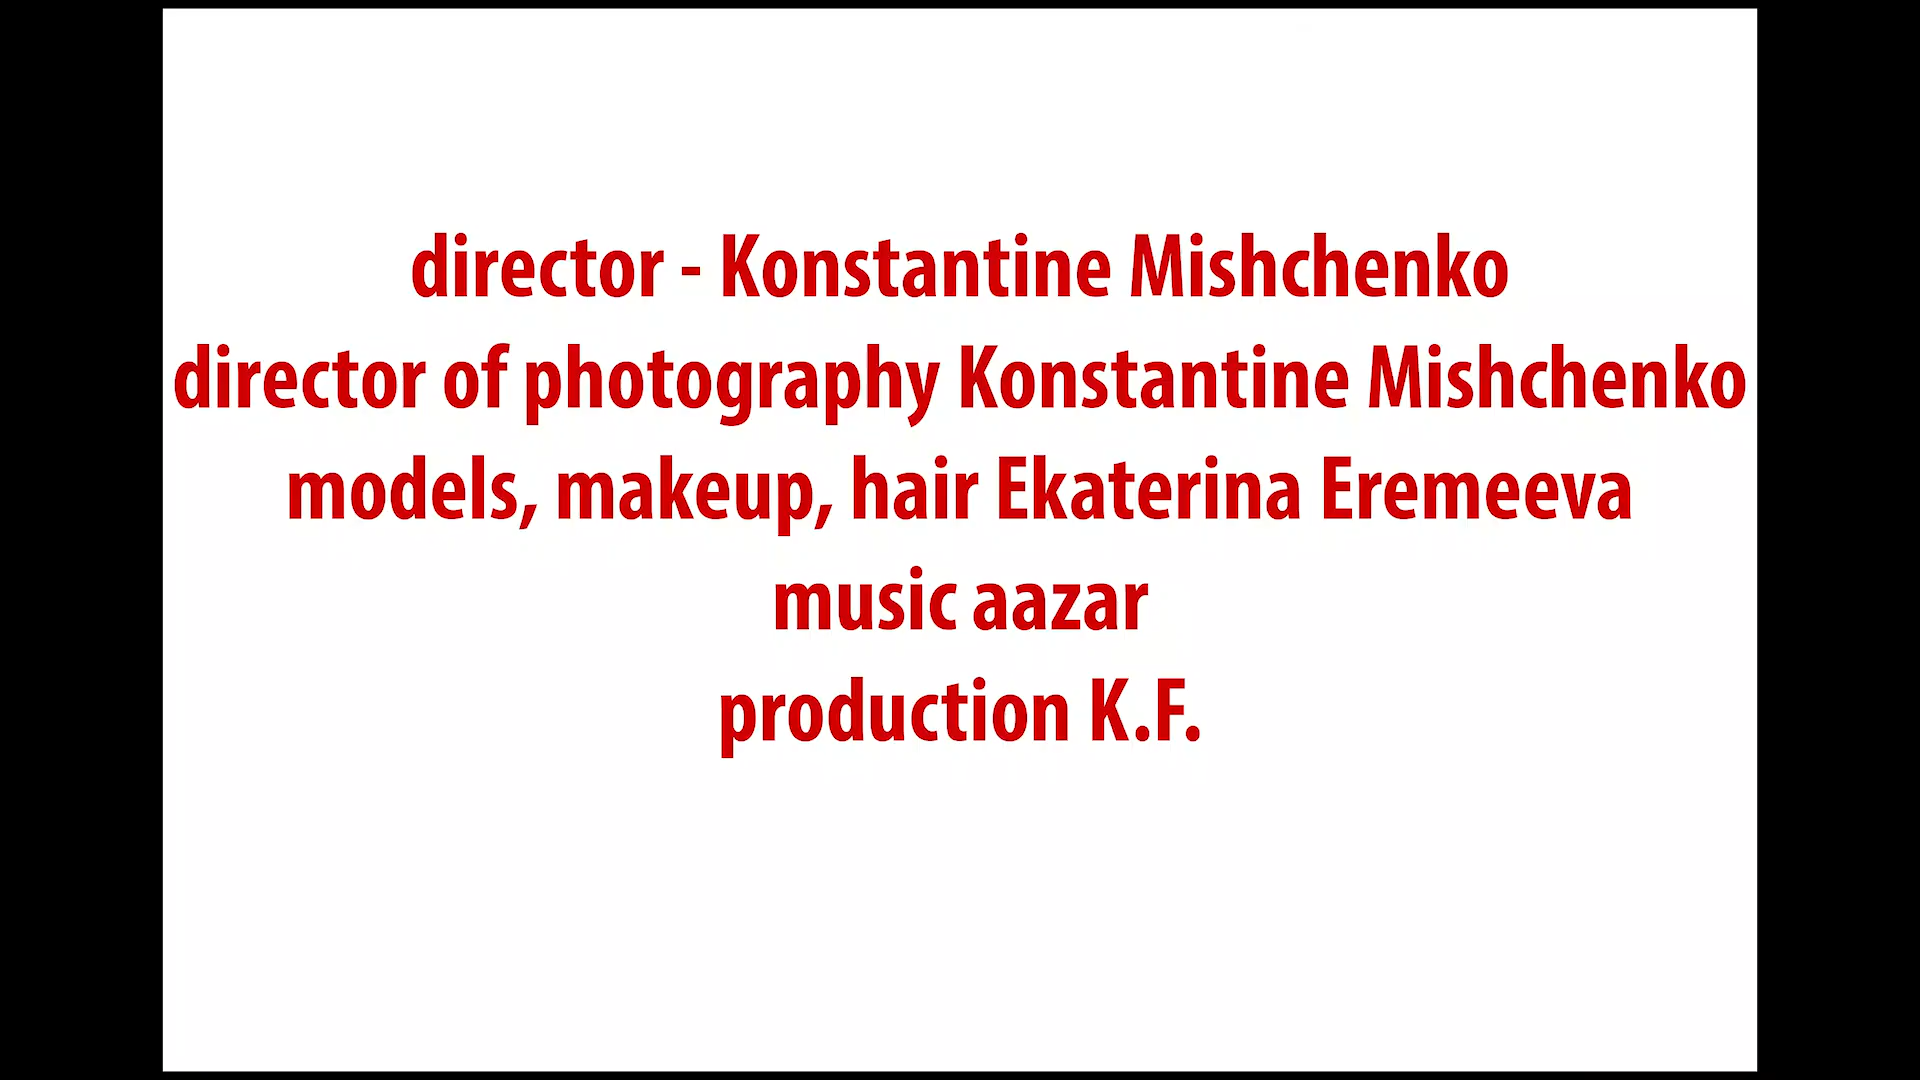 director - Konstantine Mishchenko
director of photography Konstantine Mishchenko
models, makeup, hair Ekaterina Eremeeva
music aazar
production K.F.